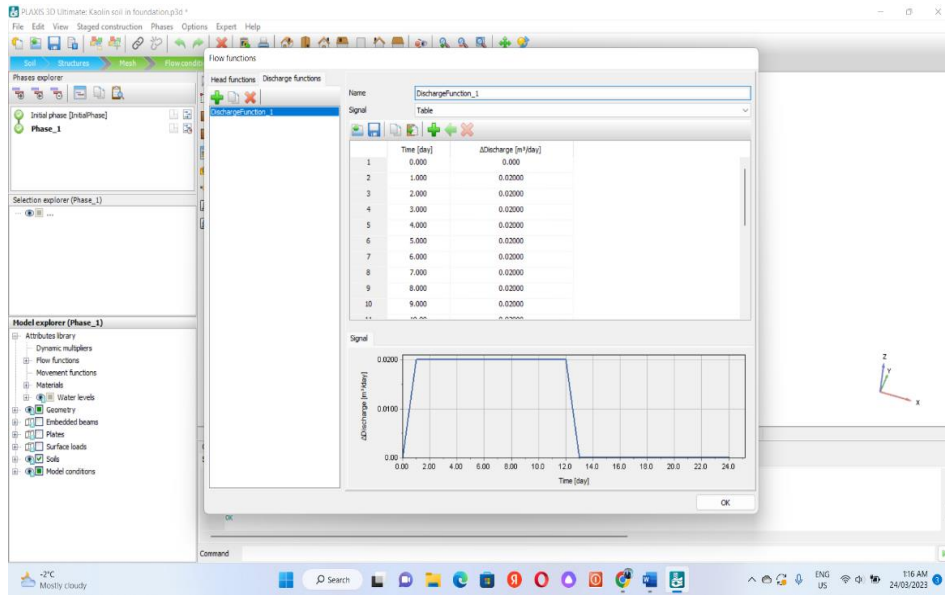 PLAXIS 3D Ultimate: Kaolin soil in foundation.p3d *
File Edit View Staged construction Phases Options Expert Help
Soil Structures Mesh Flow condi
Phases explorer
Initial phase [InitialPhase]
Phase_1
Selection explorer (Phase_1)
...
Model explorer (Phase_1)
Attributes library
Dynamic multipliers
Flow functions
Movement functions
Materials
Water levels
Geometry
Embedded beams
Plates
Surface loads
Soils
Model conditions
Flow functions
Head functions Discharge functions
DischargeFunction_1
Name DischargeFunction_1
Signal Table
Time [day] ΔDischarge [m³/day]
1 0.000 0.000
2 1.000 0.02000
3 2.000 0.02000
4 3.000 0.02000
5 4.000 0.02000
6 5.000 0.02000
7 6.000 0.02000
8 7.000 0.02000
9 8.000 0.02000
10 9.000 0.02000
Signal
ΔDischarge [m³/day]
0.0200
0.0100
0.00
0.00 2.00 4.00 6.00 8.00 10.0 12.0 14.0 16.0 18.0 20.0 22.0 24.0
Time [day]
OK
OK
Command
z
y
x
-2°C
Mostly cloudy
Search
ENG
US
1:16 AM
24/03/2023